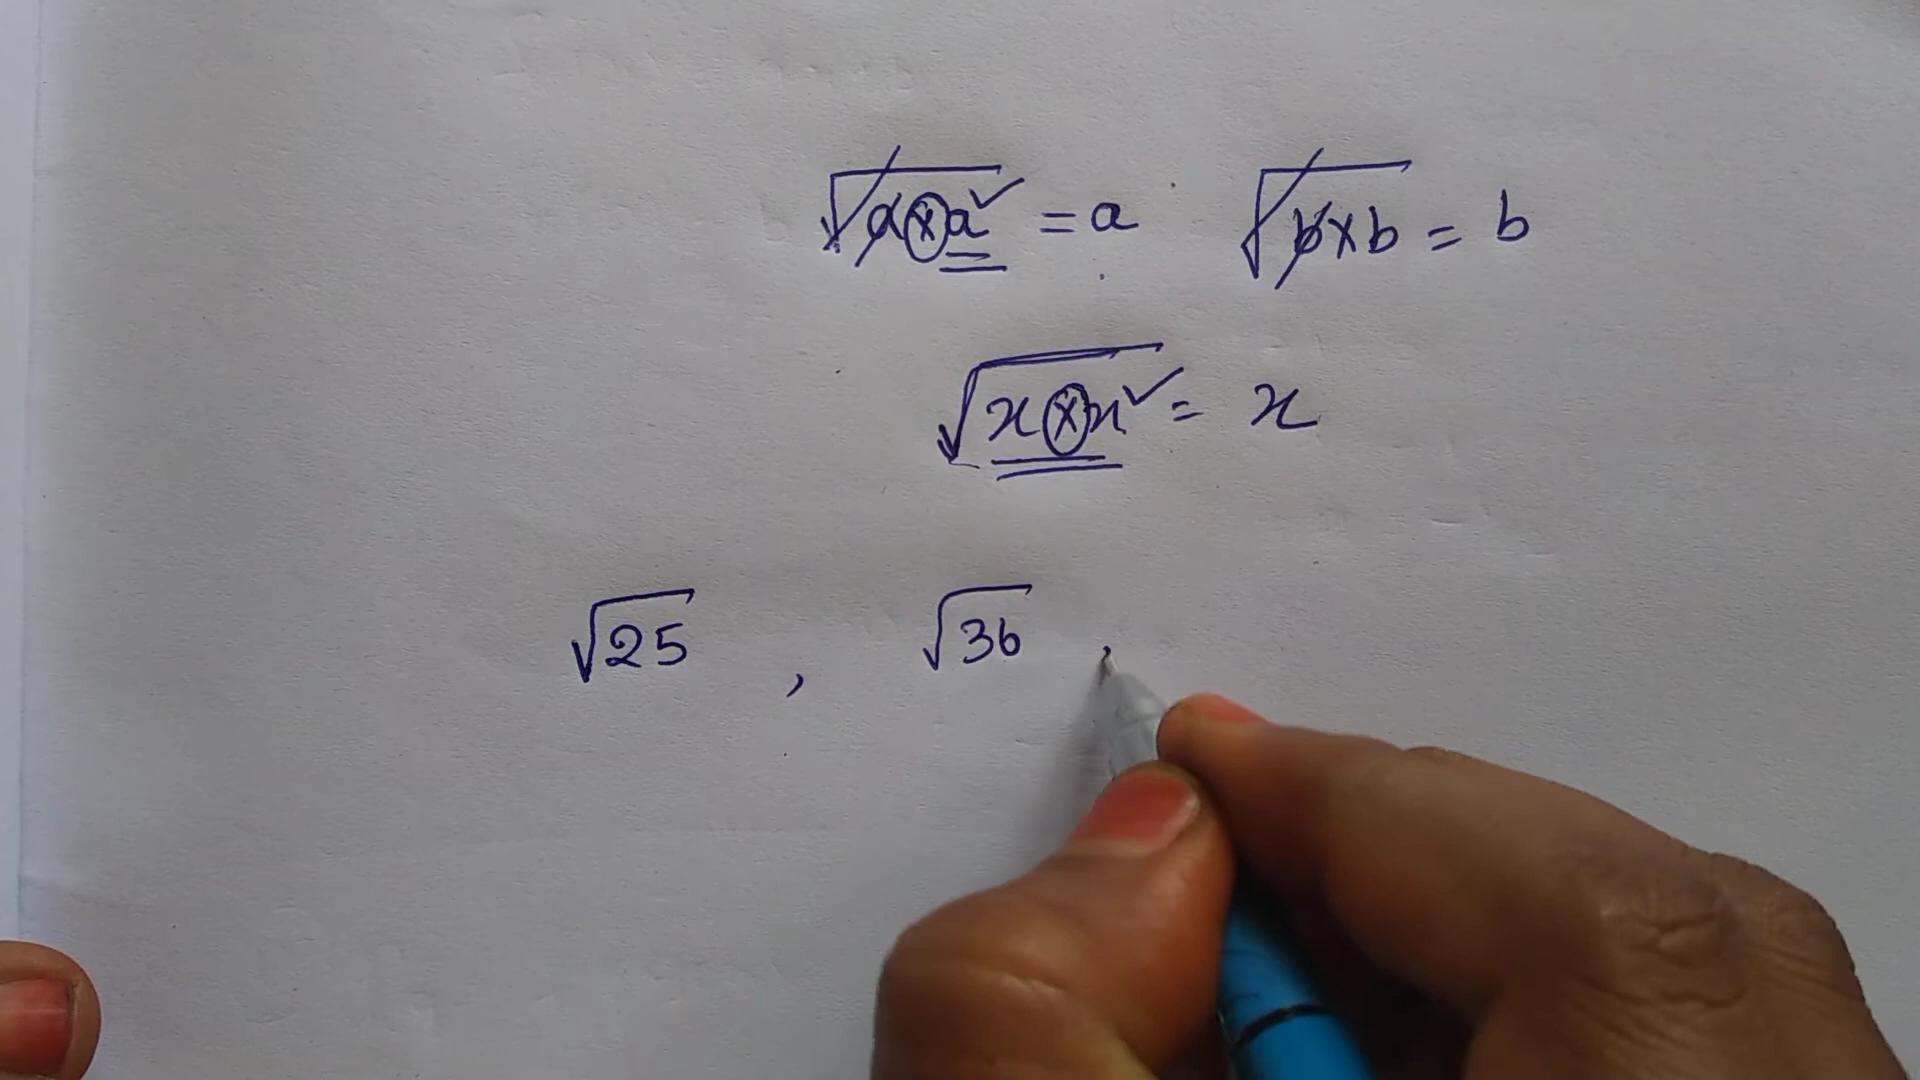 √a×a = a √b×b = b
√x×x = x
√25 , √36 ,